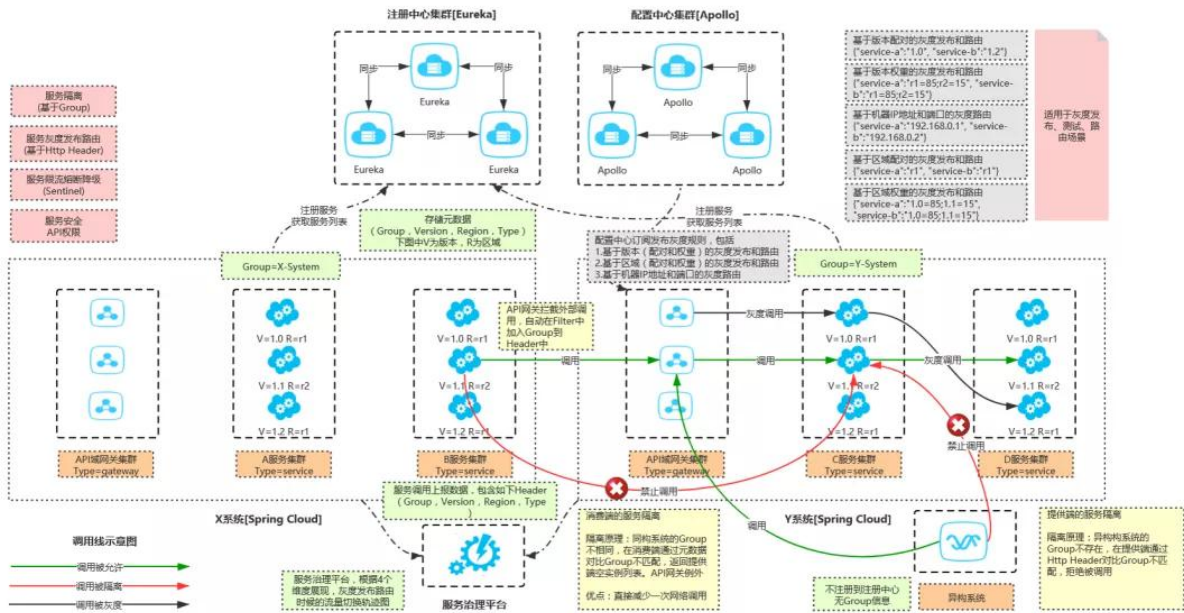 注册中心集群[Eureka]
配置中心集群[Apollo]
同步
同步
Eureka
同步
Eureka
Eureka
同步
同步
Apollo
同步
Apollo
Apollo
基于版本配对的灰度发布和路由
{"service-a":"1.0", "service-b":"1.2"}
基于版本权重的灰度发布和路由
{"service-a":"r1=85;r2=15", "service-
b":"r1=85;r2=15"}
基于机器IP地址和端口的灰度路由
{"service-a":"192.168.0.1", "service-
b":"192.168.0.2"}
基于区域配对的灰度发布和路由
{"service-a":"r1", "service-b":"r1"}
基于区域权重的灰度发布和路由
{"service-a":"1.0=85;1.1=15",
"service-b":"1.0=85;1.1=15"}
适用于灰度发
布、测试、路
由场景
服务隔离
(基于Group)
服务灰度发布路由
(基于Http Header)
服务限流熔断降级
(Sentinel)
服务安全
API权限
注册服务
获取服务列表
存储元数据
(Group,Version,Region,Type)
下图中V为版本,R为区域
注册服务
获取服务列表
配置中心订阅发布灰度规则,包括
1.基于版本(配对和权重)的灰度发布和路由
2.基于区域(配对和权重)的灰度发布和路由
3.基于机器IP地址和端口的灰度路由
Group=X-System
Group=Y-System
API网关拦截外部调
用,自动在Filter中
加入Group到
Header中
V=1.0 R=r1
V=1.1 R=r2
V=1.2 R=r1
V=1.0 R=r1
V=1.1 R=r2
V=1.2 R=r1
V=1.0 R=r1
V=1.1 R=r2
V=1.2 R=r1
V=1.0 R=r1
V=1.1 R=r2
V=1.2 R=r1
调用
灰度调用
调用
灰度调用
禁止调用
禁止调用
调用
API域网关集群
Type=gateway
A服务集群
Type=service
B服务集群
Type=service
API域网关集群
Type=gateway
C服务集群
Type=service
D服务集群
Type=service
服务调用上报数据,包含如下Header
(Group,Version,Region,Type
)
X系统[Spring Cloud]
Y系统[Spring Cloud]
调用线示意图
调用被允许
调用被隔离
调用被灰度
服务治理平台,根据4个
维度展现,灰度发布路由
时候的流量切换轨迹图
服务治理平台
消费端的服务隔离
隔离原理:同构系统的Group
不相同,在消费端通过元数据
对比Group不匹配,返回提供
端空实例列表。API网关例外
优点:直接减少一次网络调用
不注册到注册中心
无Group信息
异构系统
提供端的服务隔离
隔离原理:异构构系统的
Group不存在,在提供端通过
Http Header对比Group不匹
配,拒绝被调用